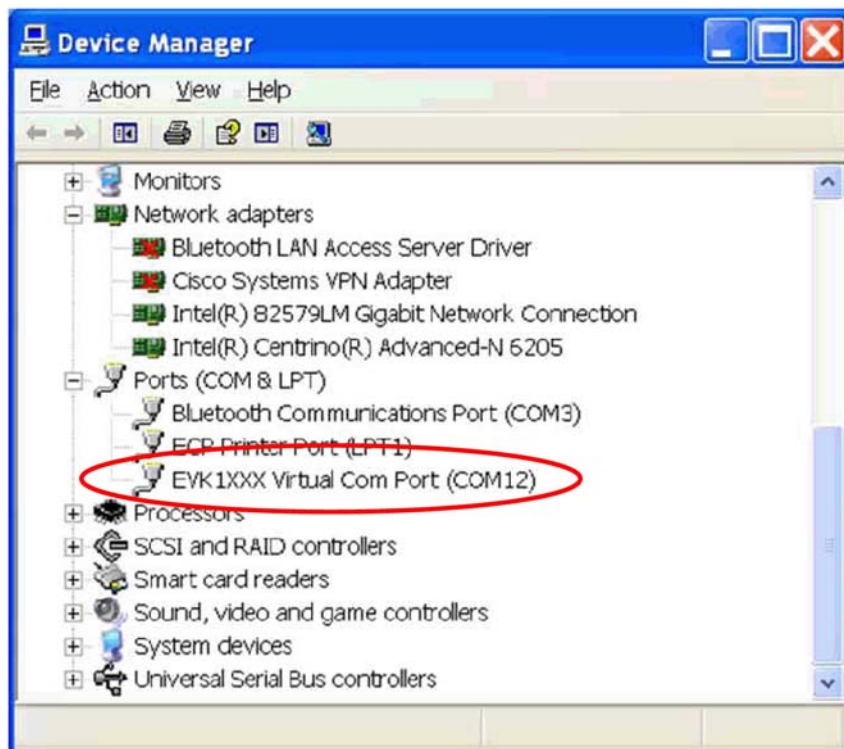 Device Manager
File Action View Help
Monitors
Network adapters
Bluetooth LAN Access Server Driver
Cisco Systems VPN Adapter
Intel(R) 82579LM Gigabit Network Connection
Intel(R) Centrino(R) Advanced-N 6205
Ports (COM & LPT)
Bluetooth Communications Port (COM3)
ECP Printer Port (LPT1)
EVK1XXX Virtual Com Port (COM12)
Processors
SCSI and RAID controllers
Smart card readers
Sound, video and game controllers
System devices
Universal Serial Bus controllers